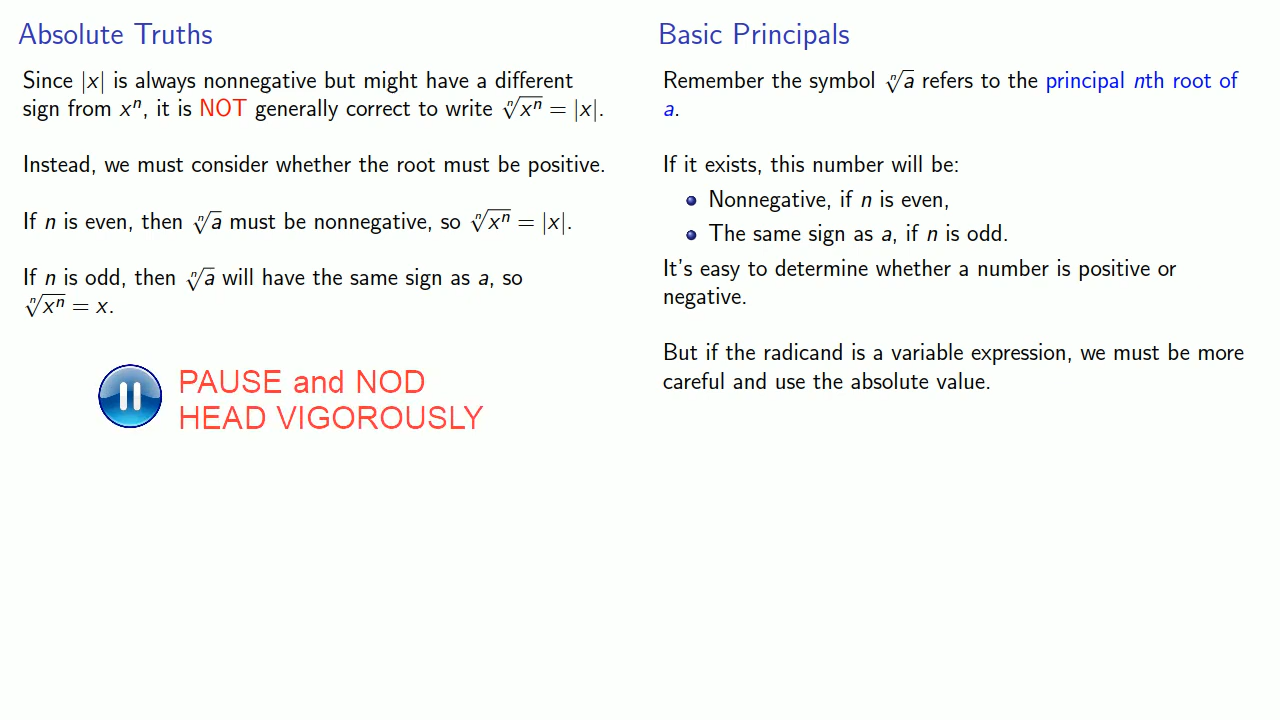 Absolute Truths
Since |x| is always nonnegative but might have a different
sign from xⁿ, it is NOT generally correct to write ⁿ√xⁿ = |x|.
Instead, we must consider whether the root must be positive.
If n is even, then ⁿ√a must be nonnegative, so ⁿ√xⁿ = |x|.
If n is odd, then ⁿ√a will have the same sign as a, so
ⁿ√xⁿ = x.
PAUSE and NOD
HEAD VIGOROUSLY
Basic Principals
Remember the symbol ⁿ√a refers to the principal nth root of
a.
If it exists, this number will be:
Nonnegative, if n is even,
The same sign as a, if n is odd.
It's easy to determine whether a number is positive or
negative.
But if the radicand is a variable expression, we must be more
careful and use the absolute value.